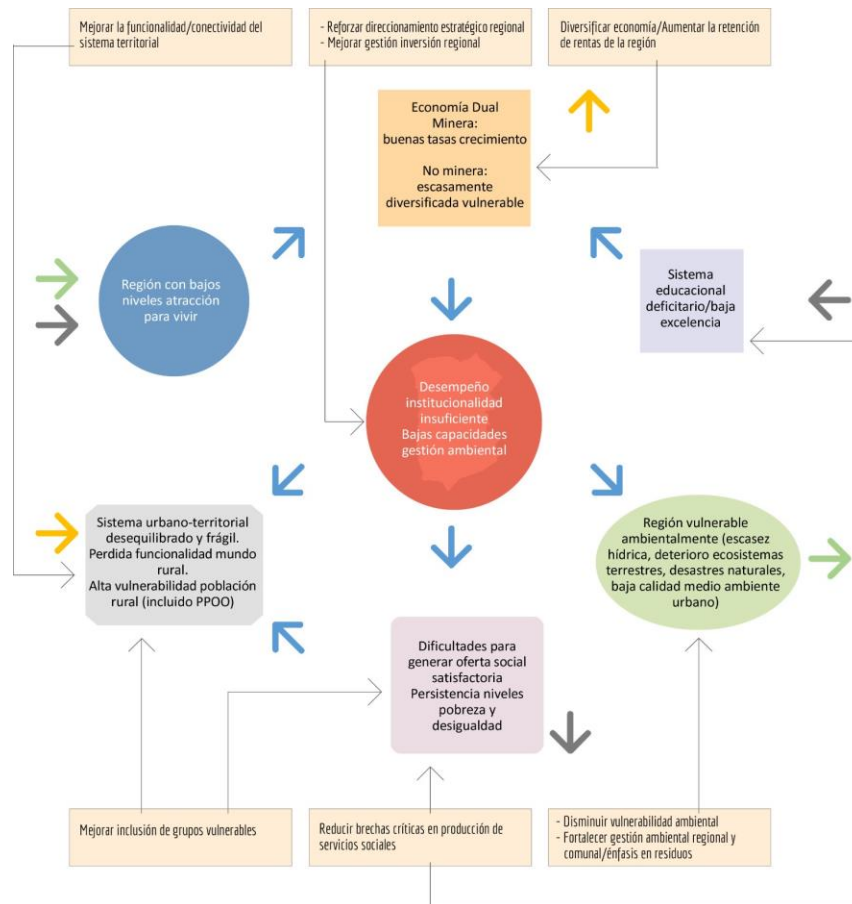 Mejorar la funcionalidad/conectividad del
sistema territorial
- Reforzar direccionamiento estratégico regional
- Mejorar gestión inversión regional
Diversificar economía/Aumentar la retención
de rentas de la región
Economía Dual
Minera:
buenas tasas crecimiento
No minera:
escasamente
diversificada vulnerable
Región con bajos
niveles atracción
para vivir
Sistema
educacional
deficitario/baja
excelencia
Desempeño
institucionalidad
insuficiente
Bajas capacidades
gestión ambiental
Sistema urbano-territorial
desequilibrado y frágil.
Perdida funcionalidad mundo
rural.
Alta vulnerabilidad población
rural (incluido PPOO)
Región vulnerable
ambientalmente (escasez
hídrica, deterioro ecosistemas
terrestres, desastres naturales,
baja calidad medio ambiente
urbano)
Dificultades para
generar oferta social
satisfactoria
Persistencia niveles
pobreza y
desigualdad
Mejorar inclusión de grupos vulnerables
Reducir brechas críticas en producción de
servicios sociales
- Disminuir vulnerabilidad ambiental
- Fortalecer gestión ambiental regional y
comunal/énfasis en residuos